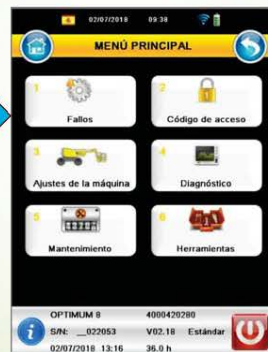 02/07/2018 09:38
MENÚ PRINCIPAL
1 2
Fallos Código de acceso
3 4
Ajustes de la máquina Diagnóstico
5 6
Mantenimiento Herramientas
OPTIMUM 8 4000420280
S/N: __022053 V02.18 Estándar
02/07/2018 13:16 36.0 h